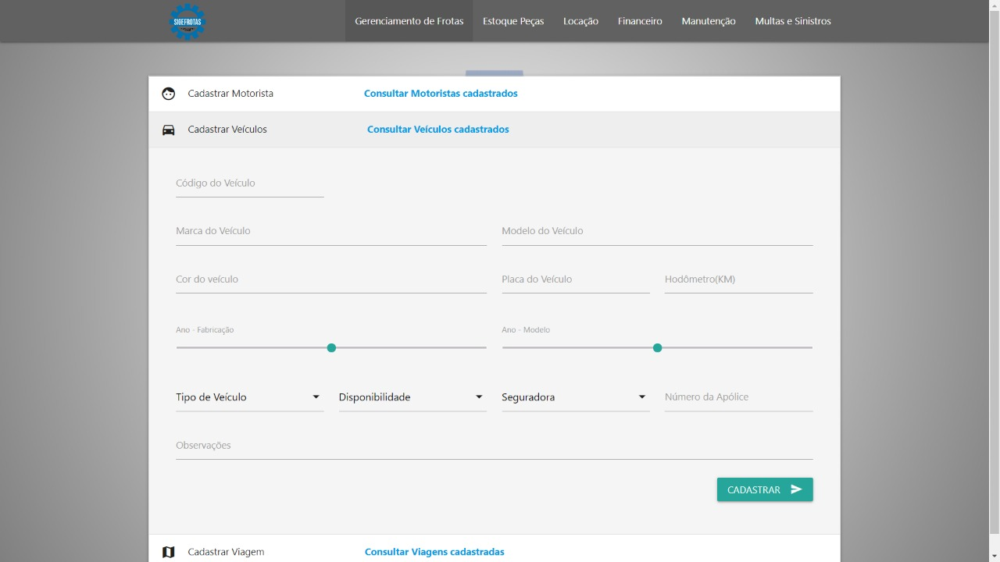 SIGEFROTAS
Gerenciamento de Frotas
Estoque Peças
Locação
Financeiro
Manutenção
Multas e Sinistros
Cadastrar Motorista
Consultar Motoristas cadastrados
Cadastrar Veículos
Consultar Veículos cadastrados
Código do Veículo
Marca do Veículo
Modelo do Veículo
Cor do veículo
Placa do Veículo
Hodômetro(KM)
Ano - Fabricação
Ano - Modelo
Tipo de Veículo
Disponibilidade
Seguradora
Número da Apólice
Observações
CADASTRAR
Cadastrar Viagem
Consultar Viagens cadastradas